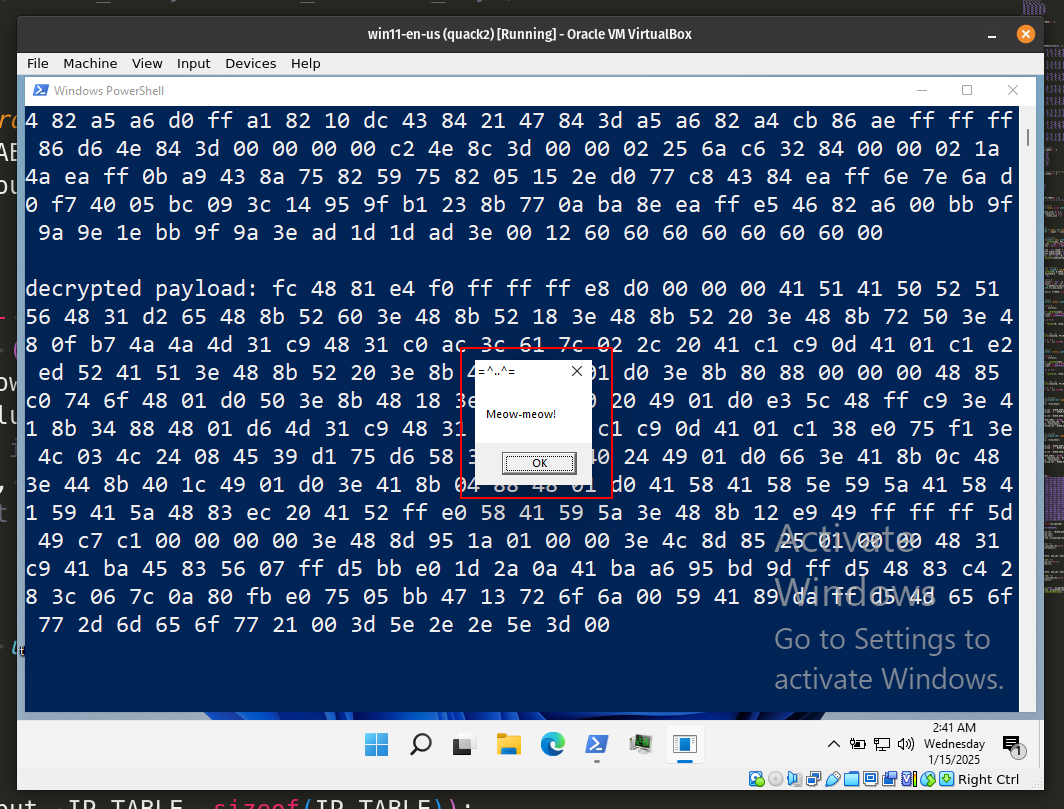 win11-en-us (quack2) [Running] - Oracle VM VirtualBox
File Machine View Input Devices Help
Windows PowerShell
4 82 a5 a6 d0 ff a1 82 10 dc 43 84 21 47 84 3d a5 a6 82 a4 cb 86 ae ff ff ff
86 d6 4e 84 3d 00 00 00 00 c2 4e 8c 3d 00 00 02 25 6a c6 32 84 00 00 02 1a
4a ea ff 0b a9 43 8a 75 82 59 75 82 05 15 2e d0 77 c8 43 84 ea ff 6e 7e 6a d
0 f7 40 05 bc 09 3c 14 95 9f b1 23 8b 77 0a ba 8e ea ff e5 46 82 a6 00 bb 9f
9a 9e 1e bb 9f 9a 3e ad 1d 1d ad 3e 00 12 60 60 60 60 60 60 60 00
decrypted payload: fc 48 81 e4 f0 ff ff ff e8 d0 00 00 00 41 51 41 50 52 51
56 48 31 d2 65 48 8b 52 60 3e 48 8b 52 18 3e 48 8b 52 20 3e 48 8b 72 50 3e 4
8 0f b7 4a 4a 4d 31 c9 48 31 c0 ac 3c 61 7c 02 2c 20 41 c1 c9 0d 41 01 c1 e2
ed 52 41 51 3e 48 8b 52 20 3e 8b 01 d0 3e 8b 80 88 00 00 00 48 85
c0 74 6f 48 01 d0 50 3e 8b 48 18 20 49 01 d0 e3 5c 48 ff c9 3e 4
1 8b 34 88 48 01 d6 4d 31 c9 48 31 c1 c9 0d 41 01 c1 38 e0 75 f1 3e
4c 03 4c 24 08 45 39 d1 75 d6 58 24 49 01 d0 66 3e 41 8b 0c 48
3e 44 8b 40 1c 49 01 d0 3e 41 8b 04 88 48 01 d0 41 58 41 58 5e 59 5a 41 58 4
1 59 41 5a 48 83 ec 20 41 52 ff e0 58 41 59 5a 3e 48 8b 12 e9 49 ff ff ff 5d
49 c7 c1 00 00 00 00 3e 48 8d 95 1a 01 00 00 3e 4c 8d 85 25 01 00 00 48 31
c9 41 ba 45 83 56 07 ff d5 bb e0 1d 2a 0a 41 ba a6 95 bd 9d ff d5 48 83 c4 2
8 3c 06 7c 0a 80 fb e0 75 05 bb 47 13 72 6f 6a 00 59 41 89 da ff d5 4d 65 6f
77 2d 6d 65 6f 77 21 00 3d 5e 2e 2e 5e 3d 00
=^..^=
Meow-meow!
OK
Activate
Windows
Go to Settings to
activate Windows.
2:41 AM
Wednesday
1/15/2025
1
Right Ctrl
IP_TABLE, sizeof(IP_TABLE));